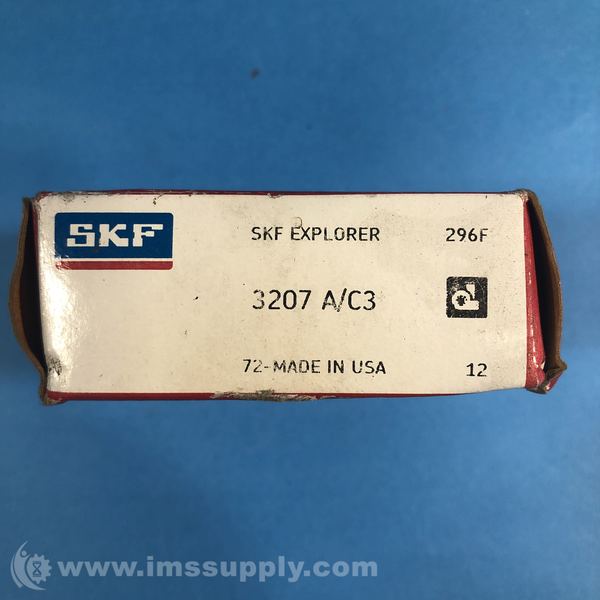 SKF
SKF EXPLORER 296F
3207 A/C3
72-MADE IN USA 12
www.imssupply.com